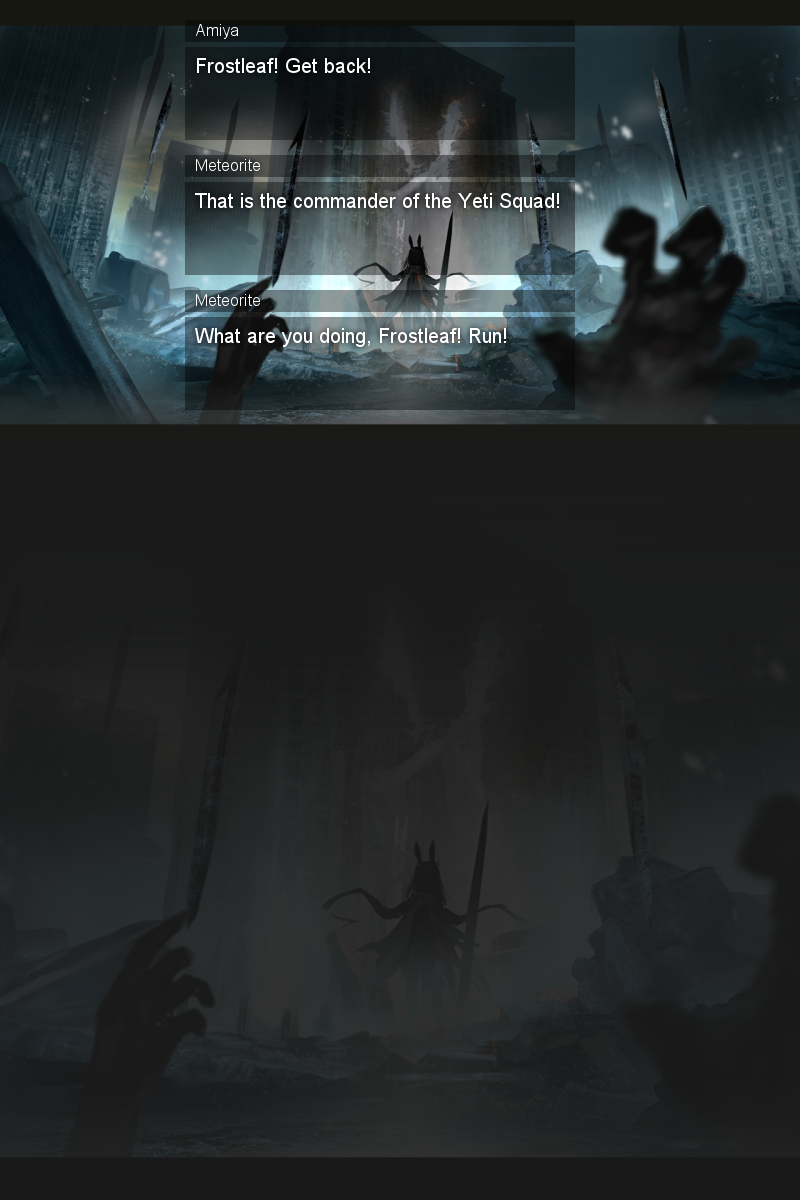 Amiya
Frostleaf! Get back!
Meteorite
That is the commander of the Yeti Squad!
Meteorite
What are you doing, Frostleaf! Run!